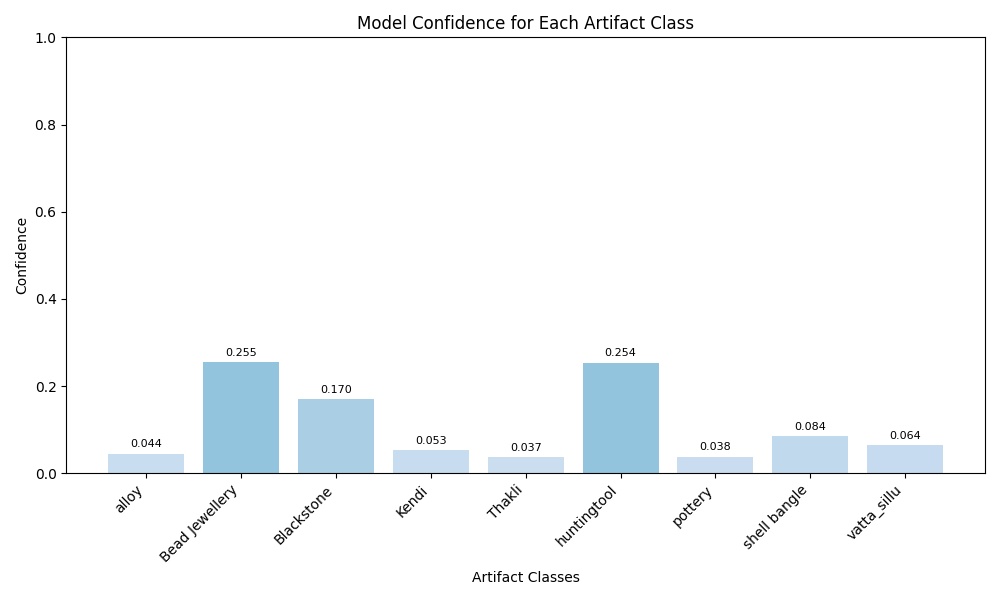 Model Confidence for Each Artifact Class
1.0
0.8
0.6
0.4
0.2
0.0
Confidence
0.044
0.255
0.170
0.053
0.037
0.254
0.038
0.084
0.064
alloy
Bead Jewellery
Blackstone
Kendi
Thakli
huntingtool
pottery
shell bangle
vatta_sillu
Artifact Classes